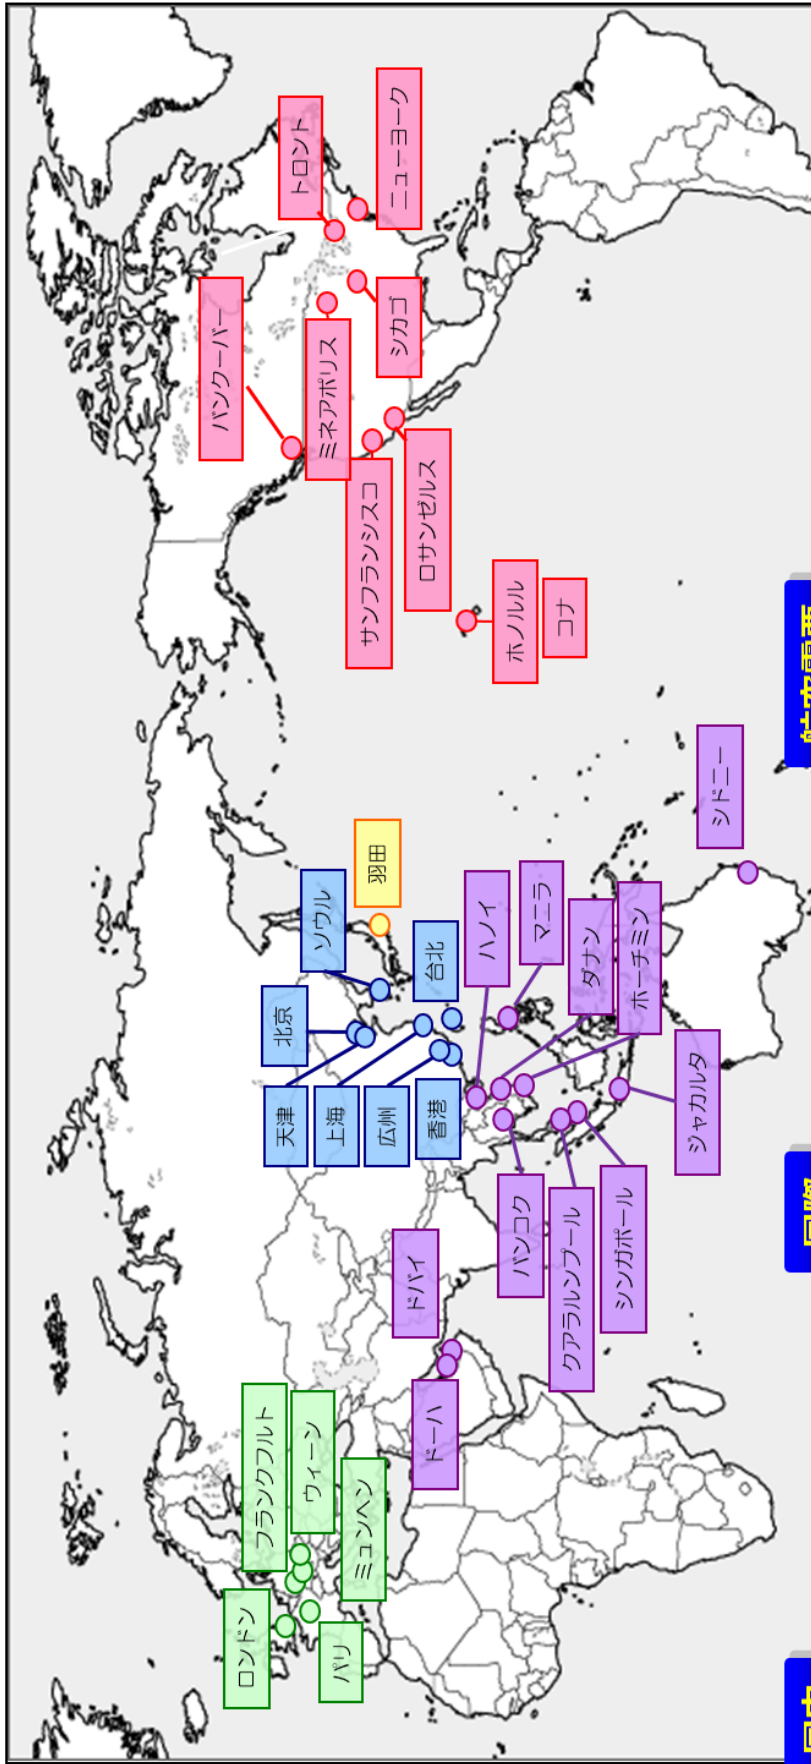 ロンドン
フランクフルト
ウィーン
ミュンヘン
パリ
ドーハ
ドバイ
北京
天津
上海
広州
香港
ソウル
台北
羽田
ハノイ
マニラ
ダナン
ホーチミン
バンコク
クアラルンプール
シンガポール
ジャカルタ
シドニー
バンクーバー
トロント
ニューヨーク
シカゴ
ミネアポリス
サンフランシスコ
ロサンゼルス
ホノルル
コナ